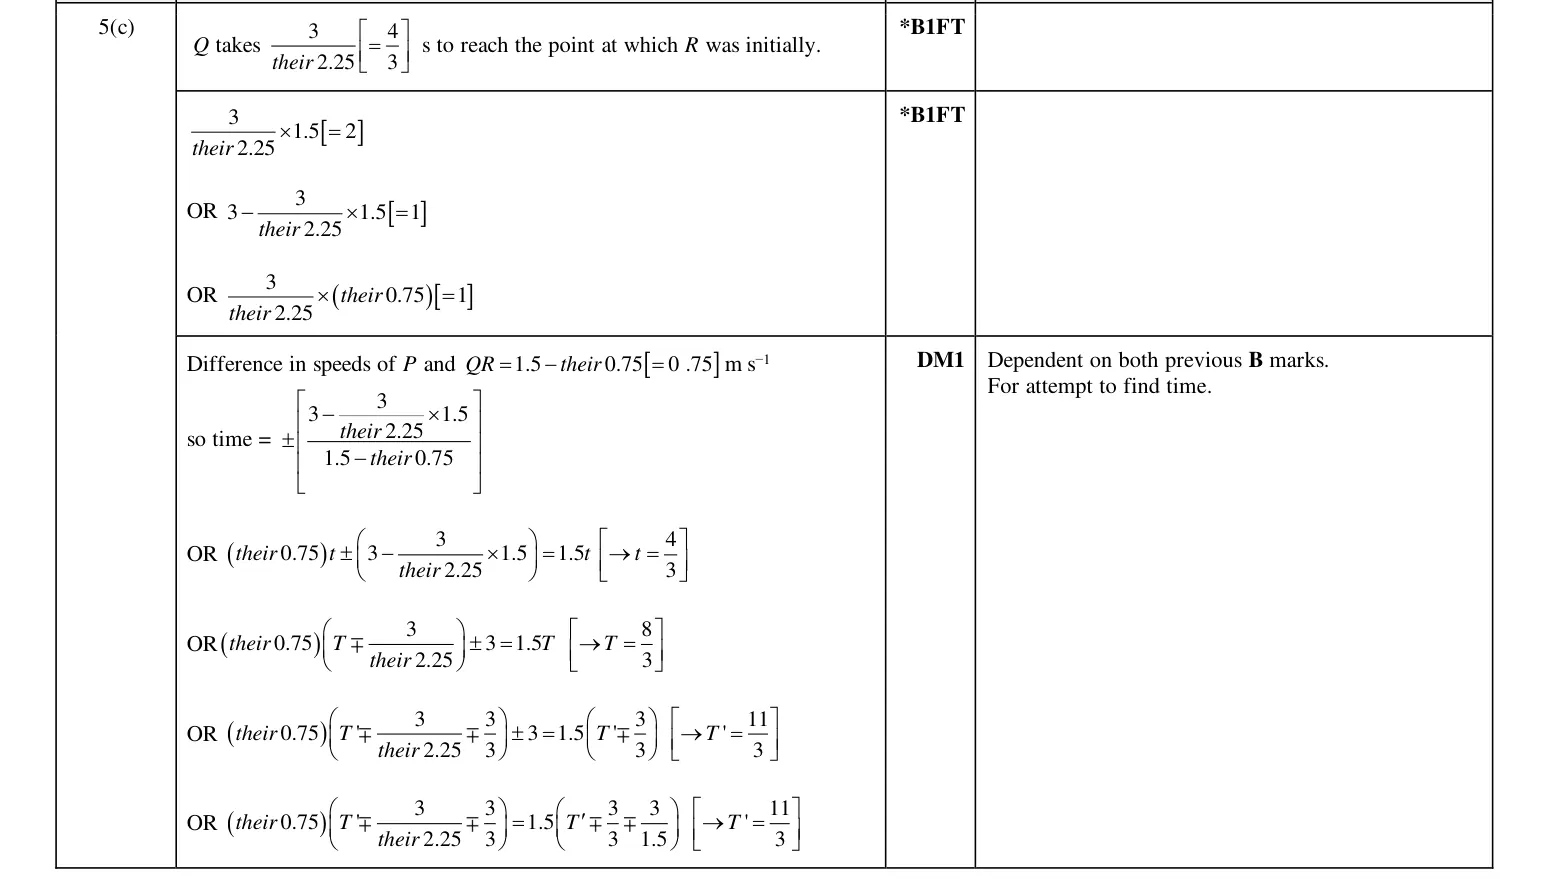 5(c)
Q takes 3/(their 2.25) [= 4/3] s to reach the point at which R was initially.
*B1FT
3/(their 2.25) × 1.5 [= 2]
*B1FT
OR 3 − 3/(their 2.25) × 1.5 [= 1]
OR 3/(their 2.25) × (their 0.75) [= 1]
Difference in speeds of P and QR = 1.5 − their 0.75 [= 0 .75] m s⁻¹
DM1
Dependent on both previous B marks.
For attempt to find time.
so time = ± [(3 − 3/(their 2.25) × 1.5)/(1.5 − their 0.75)]
OR (their 0.75)t ± (3 − 3/(their 2.25) × 1.5) = 1.5t [→ t = 4/3]
OR (their 0.75)(T ∓ 3/(their 2.25)) ± 3 = 1.5T [→ T = 8/3]
OR (their 0.75)(T' ∓ 3/(their 2.25) ∓ 3/3) ± 3 = 1.5(T' ∓ 3/3) [→ T' = 11/3]
OR (their 0.75)(T' ∓ 3/(their 2.25) ∓ 3/3) = 1.5(T′ ∓ 3/3 ∓ 3/1.5) [→ T' = 11/3]